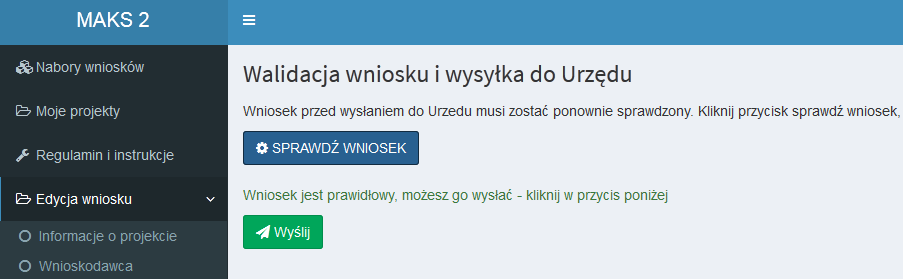 MAKS 2
Nabory wniosków
Moje projekty
Regulamin i instrukcje
Edycja wniosku
Informacje o projekcie
Wnioskodawca
Walidacja wniosku i wysyłka do Urzędu
Wniosek przed wysłaniem do Urzedu musi zostać ponownie sprawdzony. Kliknij przycisk sprawdź wniosek,
SPRAWDŹ WNIOSEK
Wniosek jest prawidłowy, możesz go wysłać - kliknij w przycis poniżej
Wyślij